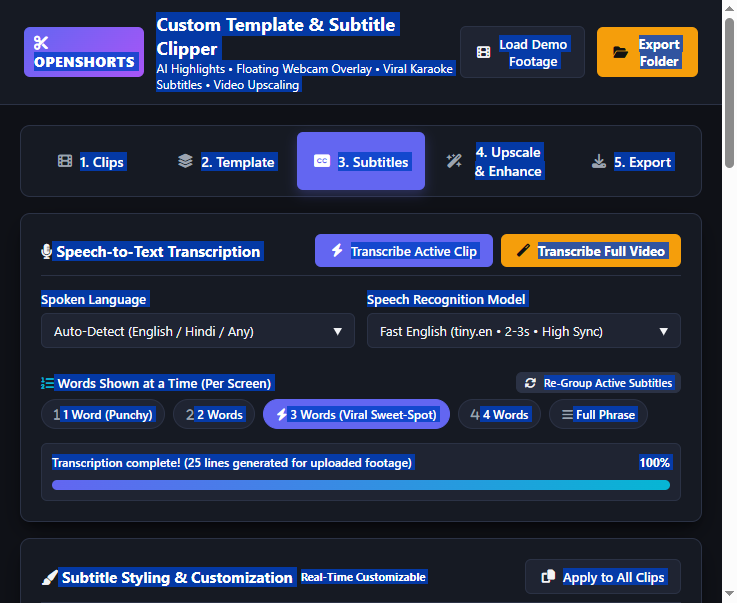 OPENSHORTS
Custom Template & Subtitle
Clipper
AI Highlights • Floating Webcam Overlay • Viral Karaoke
Subtitles • Video Upscaling
Load Demo
Footage
Export
Folder
1. Clips
2. Template
CC 3. Subtitles
4. Upscale
& Enhance
5. Export
Speech-to-Text Transcription
Transcribe Active Clip
Transcribe Full Video
Spoken Language
Speech Recognition Model
Auto-Detect (English / Hindi / Any)
Fast English (tiny.en • 2-3s • High Sync)
Words Shown at a Time (Per Screen)
Re-Group Active Subtitles
1 1 Word (Punchy)
2 2 Words
3 Words (Viral Sweet-Spot)
4 4 Words
Full Phrase
Transcription complete! (25 lines generated for uploaded footage)
100%
Subtitle Styling & Customization
Real-Time Customizable
Apply to All Clips